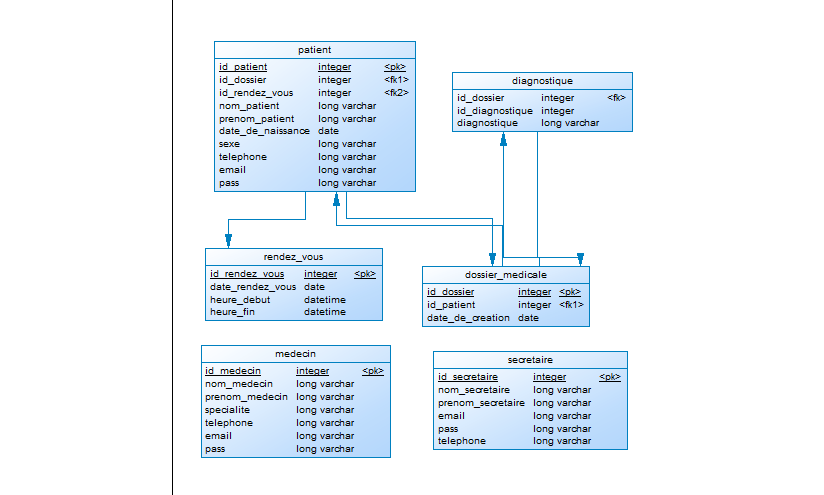 patient
id_patient integer <pk>
id_dossier integer <fk1>
id_rendez_vous integer <fk2>
nom_patient long varchar
prenom_patient long varchar
date_de_naissance date
sexe long varchar
telephone long varchar
email long varchar
pass long varchar
diagnostique
id_dossier integer <fk>
id_diagnostique integer
diagnostique long varchar
rendez_vous
id_rendez_vous integer <pk>
date_rendez_vous date
heure_debut datetime
heure_fin datetime
dossier_medicale
id_dossier integer <pk>
id_patient integer <fk1>
date_de_creation date
medecin
id_medecin integer <pk>
nom_medecin long varchar
prenom_medecin long varchar
specialite long varchar
telephone long varchar
email long varchar
pass long varchar
secretaire
id_secretaire integer <pk>
nom_secretaire long varchar
prenom_secretaire long varchar
email long varchar
pass long varchar
telephone long varchar